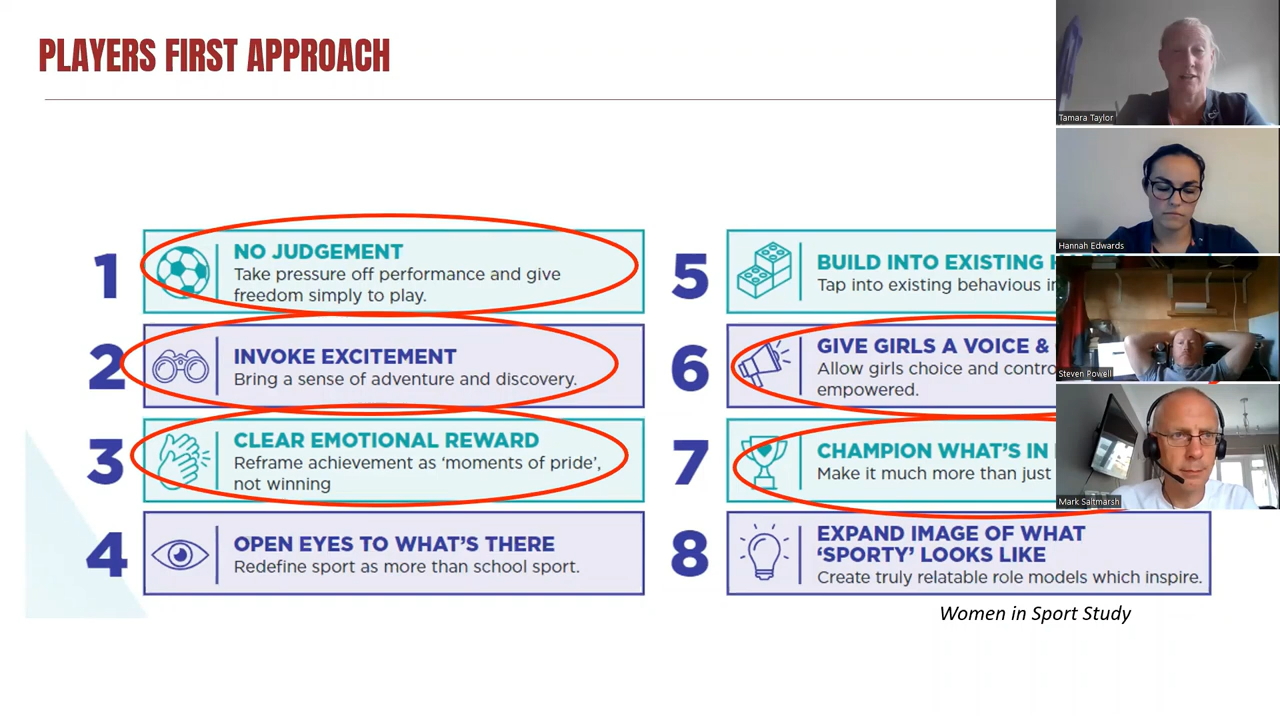 PLAYERS FIRST APPROACH
1
NO JUDGEMENT
Take pressure off performance and give
freedom simply to play.
2
INVOKE EXCITEMENT
Bring a sense of adventure and discovery.
3
CLEAR EMOTIONAL REWARD
Reframe achievement as ‘moments of pride’,
not winning
4
OPEN EYES TO WHAT’S THERE
Redefine sport as more than school sport.
5
BUILD INTO EXISTING
Tap into existing behavious
6
GIVE GIRLS A VOICE &
Allow girls choice and
empowered.
7
CHAMPION WHAT’S IN
Make it much more than just
8
EXPAND IMAGE OF WHAT
‘SPORTY’ LOOKS LIKE
Create truly relatable role models which inspire.
Women in Sport Study
Tamara Taylor
Hannah Edwards
Steven Powell
Mark Saltmarsh